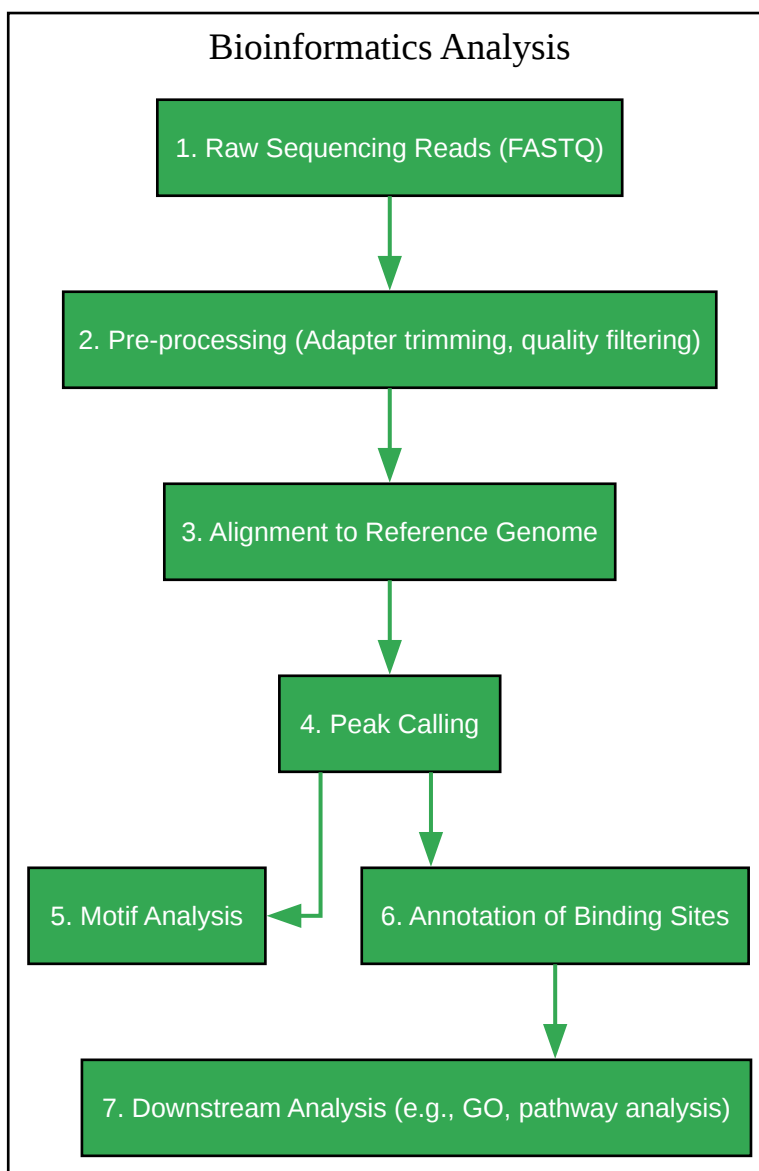 Bioinformatics Analysis
1. Raw Sequencing Reads (FASTQ)
2. Pre-processing (Adapter trimming, quality filtering)
3. Alignment to Reference Genome
4. Peak Calling
5. Motif Analysis
6. Annotation of Binding Sites
7. Downstream Analysis (e.g., GO, pathway analysis)